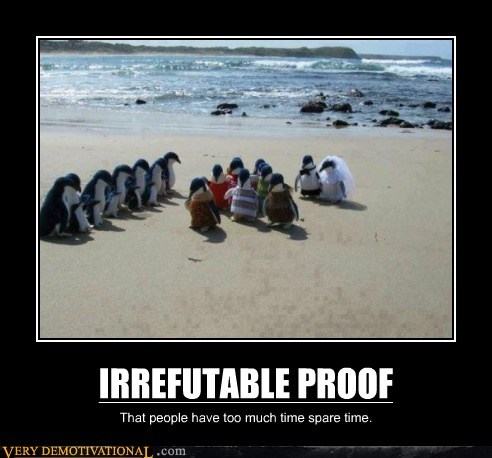 IRREFUTABLE PROOF
That people have too much time spare time.
VERY DEMOTIVATIONAL.com